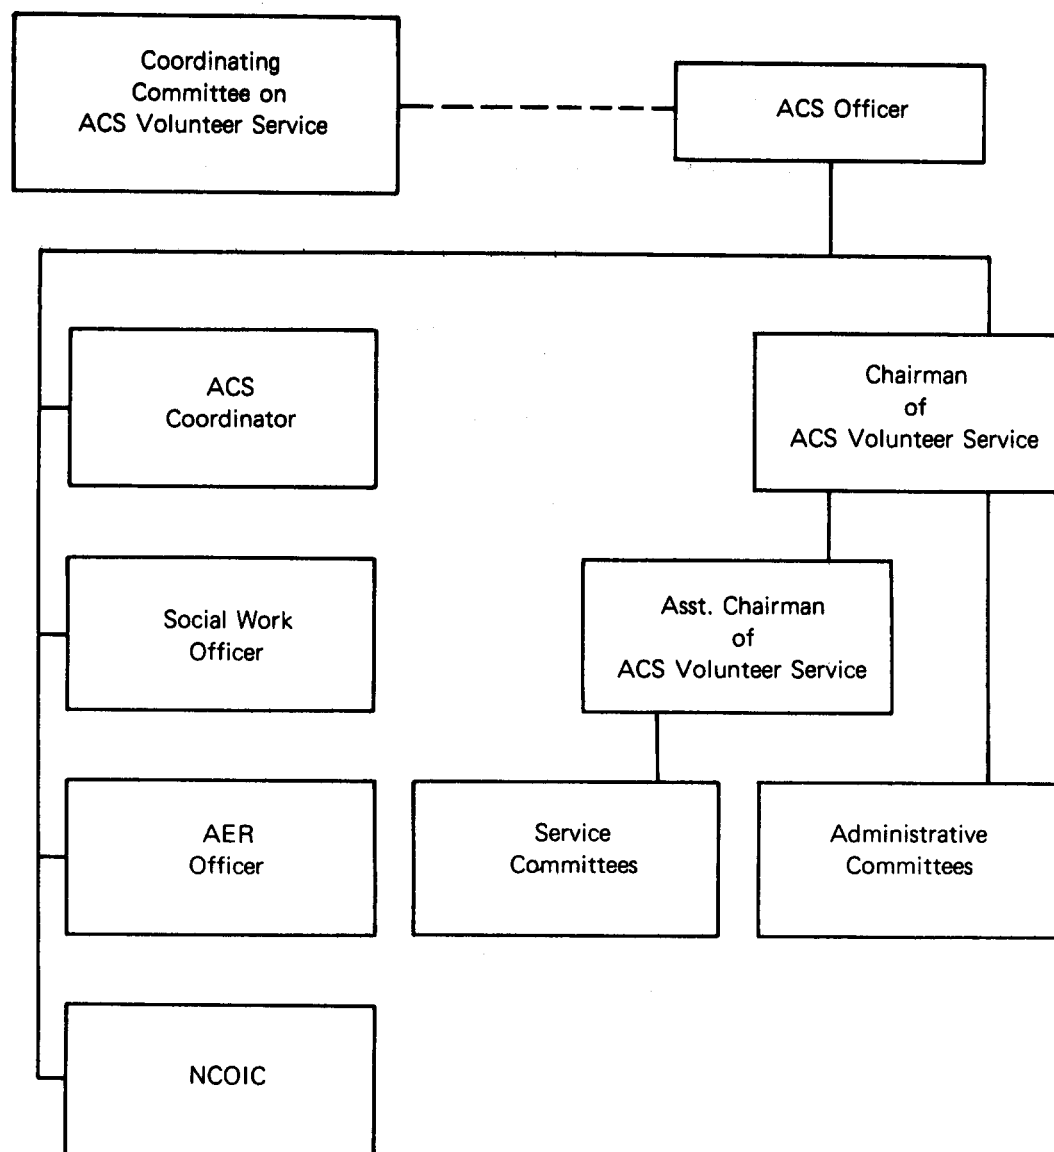 Coordinating
Committee on
ACS Volunteer Service
ACS Officer
ACS
Coordinator
Chairman
of
ACS Volunteer Service
Social Work
Officer
Asst. Chairman
of
ACS Volunteer Service
AER
Officer
Service
Committees
Administrative
Committees
NCOIC